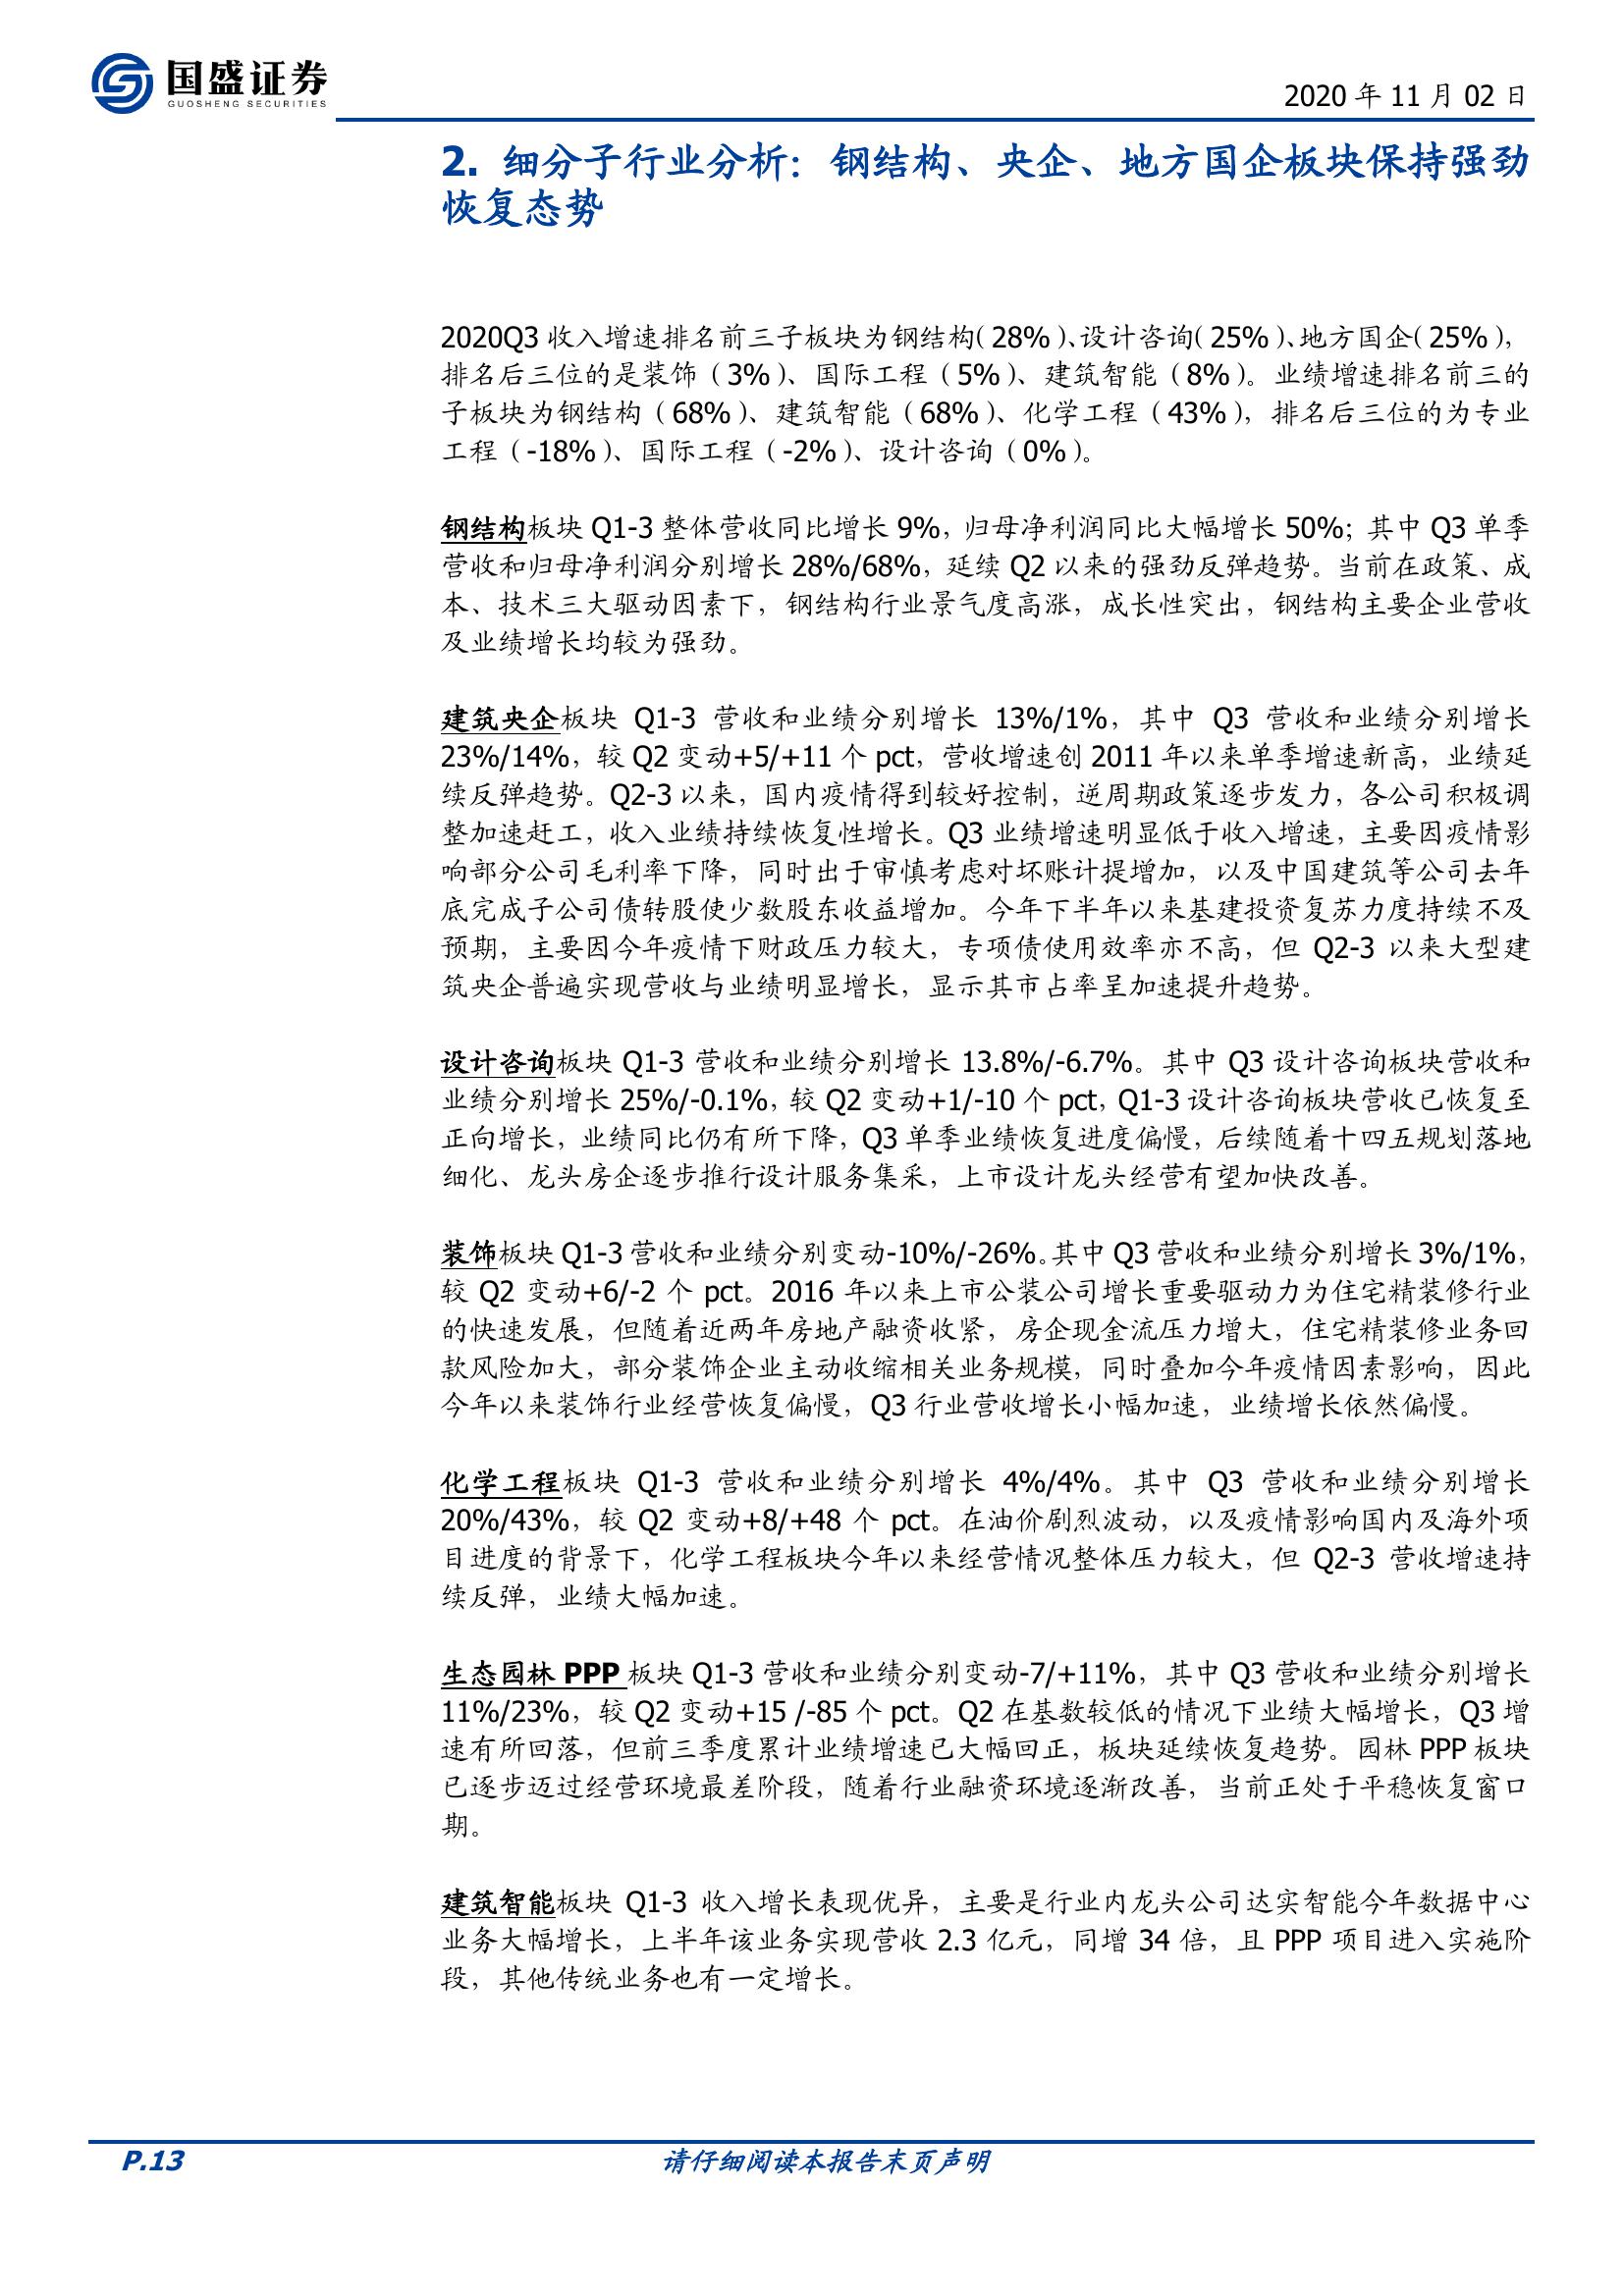 国盛证券
GUOSHENG SECURITIES
2020 年 11 月 02 日
2. 细分子行业分析：钢结构、央企、地方国企板块保持强劲
恢复态势
2020Q3 收入增速排名前三子板块为钢结构（28%）、设计咨询（25%）、地方国企（25%），
排名后三位的是装饰（3%）、国际工程（5%）、建筑智能（8%）。业绩增速排名前三的
子板块为钢结构（68%）、建筑智能（68%）、化学工程（43%），排名后三位的为专业
工程（-18%）、国际工程（-2%）、设计咨询（0%）。
钢结构板块 Q1-3 整体营收同比增长 9%，归母净利润同比大幅增长 50%；其中 Q3 单季
营收和归母净利润分别增长 28%/68%，延续 Q2 以来的强劲反弹趋势。当前在政策、成
本、技术三大驱动因素下，钢结构行业景气度高涨，成长性突出，钢结构主要企业营收
及业绩增长均较为强劲。
建筑央企板块 Q1-3 营收和业绩分别增长 13%/1%，其中 Q3 营收和业绩分别增长
23%/14%，较 Q2 变动+5/+11 个 pct，营收增速创 2011 年以来单季增速新高，业绩延
续反弹趋势。Q2-3 以来，国内疫情得到较好控制，逆周期政策逐步发力，各公司积极调
整加速赶工，收入业绩持续恢复性增长。Q3 业绩增速明显低于收入增速，主要因疫情影
响部分公司毛利率下降，同时出于审慎考虑对坏账计提增加，以及中国建筑等公司去年
底完成子公司债转股使少数股东收益增加。今年下半年以来基建投资复苏力度持续不及
预期，主要因今年疫情下财政压力较大，专项债使用效率亦不高，但 Q2-3 以来大型建
筑央企普遍实现营收与业绩明显增长，显示其市占率呈加速提升趋势。
设计咨询板块 Q1-3 营收和业绩分别增长 13.8%/-6.7%。其中 Q3 设计咨询板块营收和
业绩分别增长 25%/-0.1%，较 Q2 变动+1/-10 个 pct，Q1-3 设计咨询板块营收已恢复至
正向增长，业绩同比仍有所下降，Q3 单季业绩恢复进度偏慢，后续随着十四五规划落地
细化、龙头房企逐步推行设计服务集采，上市设计龙头经营有望加快改善。
装饰板块 Q1-3 营收和业绩分别变动-10%/-26%。其中 Q3 营收和业绩分别增长 3%/1%，
较 Q2 变动+6/-2 个 pct。2016 年以来上市公装公司增长重要驱动力为住宅精装修行业
的快速发展，但随着近两年房地产融资收紧，房企现金流压力增大，住宅精装修业务回
款风险加大，部分装饰企业主动收缩相关业务规模，同时叠加今年疫情因素影响，因此
今年以来装饰行业经营恢复偏慢，Q3 行业营收增长小幅加速，业绩增长依然偏慢。
化学工程板块 Q1-3 营收和业绩分别增长 4%/4%。其中 Q3 营收和业绩分别增长
20%/43%，较 Q2 变动+8/+48 个 pct。在油价剧烈波动，以及疫情影响国内及海外项
目进度的背景下，化学工程板块今年以来经营情况整体压力较大，但 Q2-3 营收增速持
续反弹，业绩大幅加速。
生态园林 PPP 板块 Q1-3 营收和业绩分别变动-7/+11%，其中 Q3 营收和业绩分别增长
11%/23%，较 Q2 变动+15 /-85 个 pct。Q2 在基数较低的情况下业绩大幅增长，Q3 增
速有所回落，但前三季度累计业绩增速已大幅回正，板块延续恢复趋势。园林 PPP 板块
已逐步迈过经营环境最差阶段，随着行业融资环境逐渐改善，当前正处于平稳恢复窗口
期。
建筑智能板块 Q1-3 收入增长表现优异，主要是行业内龙头公司达实智能今年数据中心
业务大幅增长，上半年该业务实现营收 2.3 亿元，同增 34 倍，且 PPP 项目进入实施阶
段，其他传统业务也有一定增长。
P.13
请仔细阅读本报告末页声明